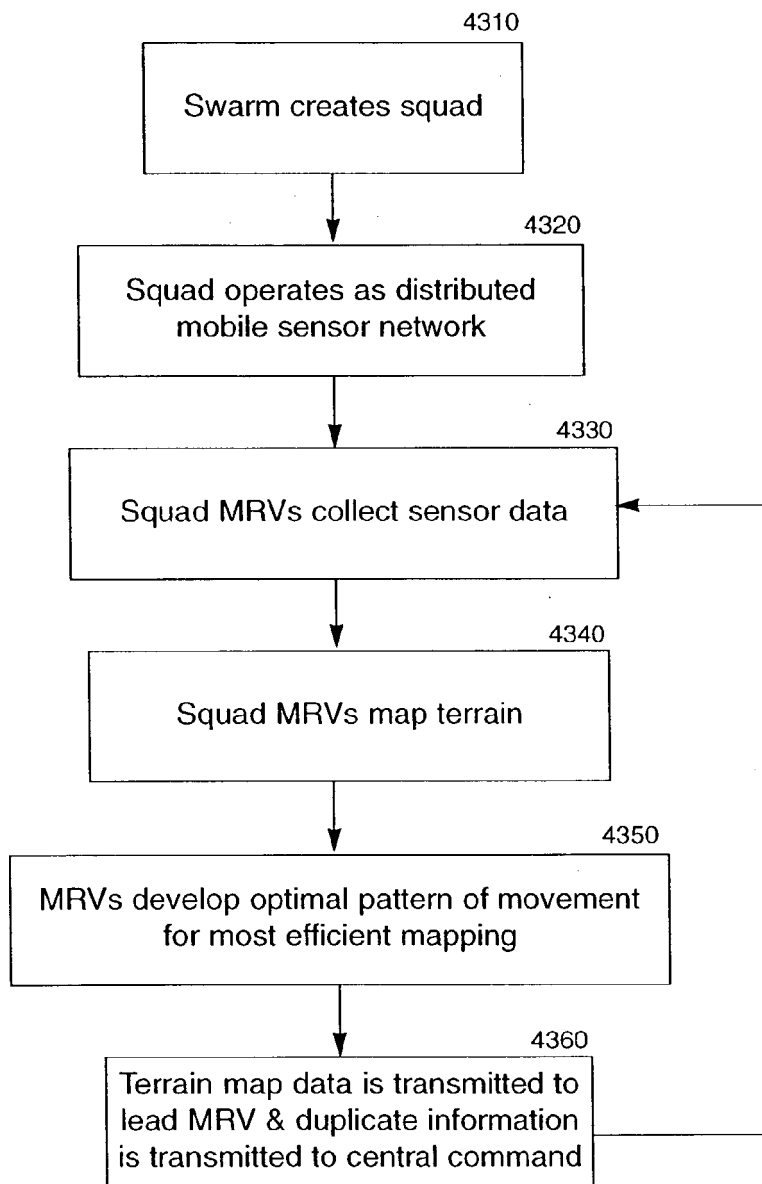 4310
Swarm creates squad
4320
Squad operates as distributed
mobile sensor network
4330
Squad MRVs collect sensor data
4340
Squad MRVs map terrain
4350
MRVs develop optimal pattern of movement
for most efficient mapping
4360
Terrain map data is transmitted to
lead MRV & duplicate information
is transmitted to central command